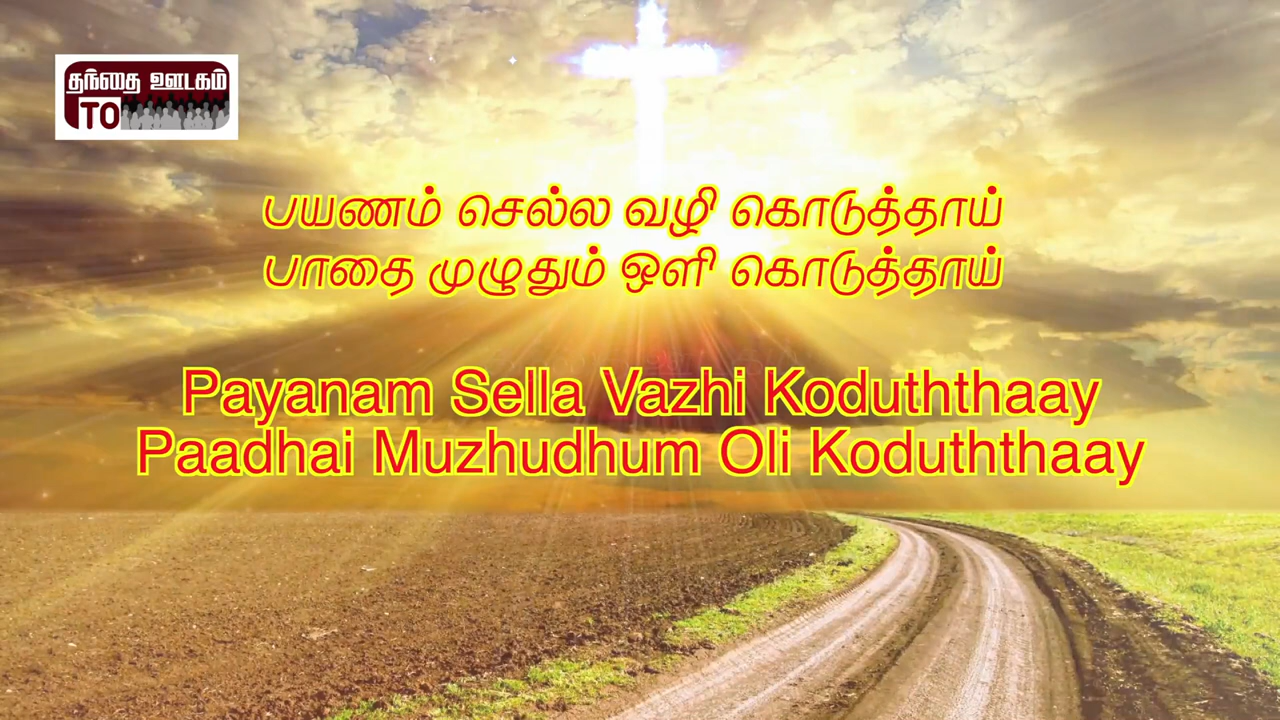 தந்தை ஊடகம்
TO
பயணம் செல்ல வழி கொடுத்தாய்
பாதை முழுதும் ஒளி கொடுத்தாய்
Payanam Sella Vazhi Koduththaay
Paadhai Muzhudhum Oli Koduththaay